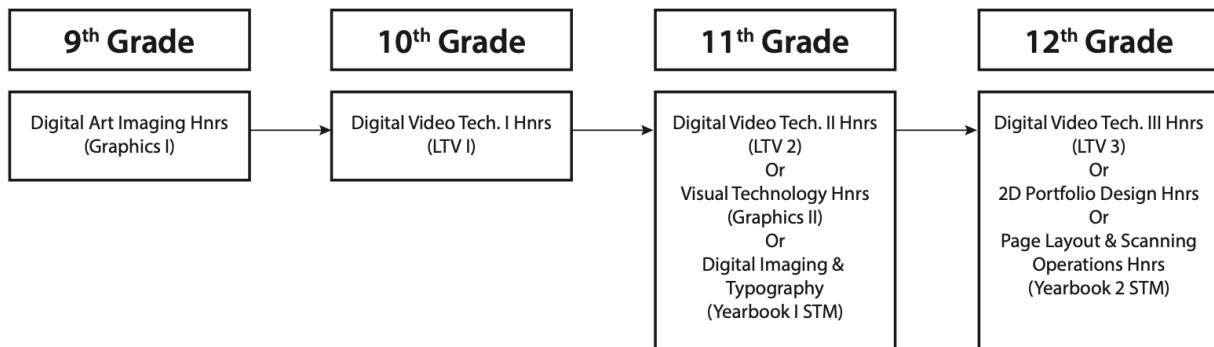 9th Grade
10th Grade
11th Grade
12th Grade
Digital Art Imaging Hnrs
(Graphics I)
Digital Video Tech. I Hnrs
(LTV I)
Digital Video Tech. II Hnrs
(LTV 2)
Or
Visual Technology Hnrs
(Graphics II)
Or
Digital Imaging &
Typography
(Yearbook I STM)
Digital Video Tech. III Hnrs
(LTV 3)
Or
2D Portfolio Design Hnrs
Or
Page Layout & Scanning
Operations Hnrs
(Yearbook 2 STM)